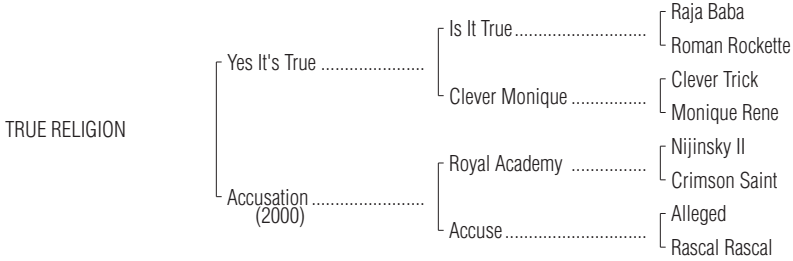 Raja Baba
Is It True............................
Roman Rockette
Yes It's True ......................
Clever Trick
Clever Monique ................
Monique Rene
TRUE RELIGION
Nijinsky II
Royal Academy ................
Crimson Saint
Accusation........................
(2000)
Alleged
Accuse..............................
Rascal Rascal